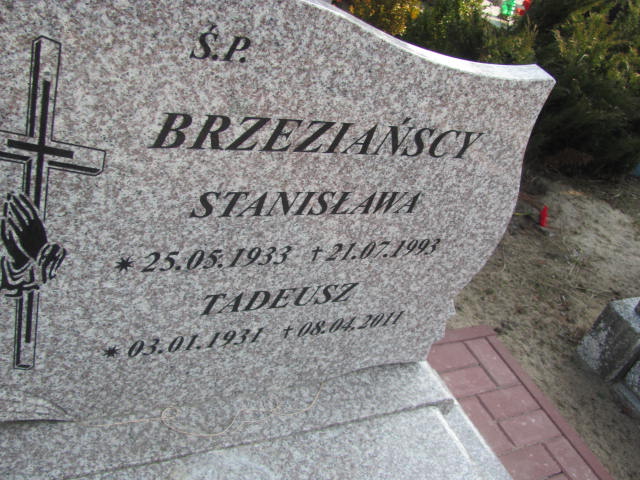 Ś.P.
BRZEZIAŃSCY
STANISŁAWA
* 25.05.1933 † 21.07.1993
TADEUSZ
* 03.01.1931 † 08.04.2011